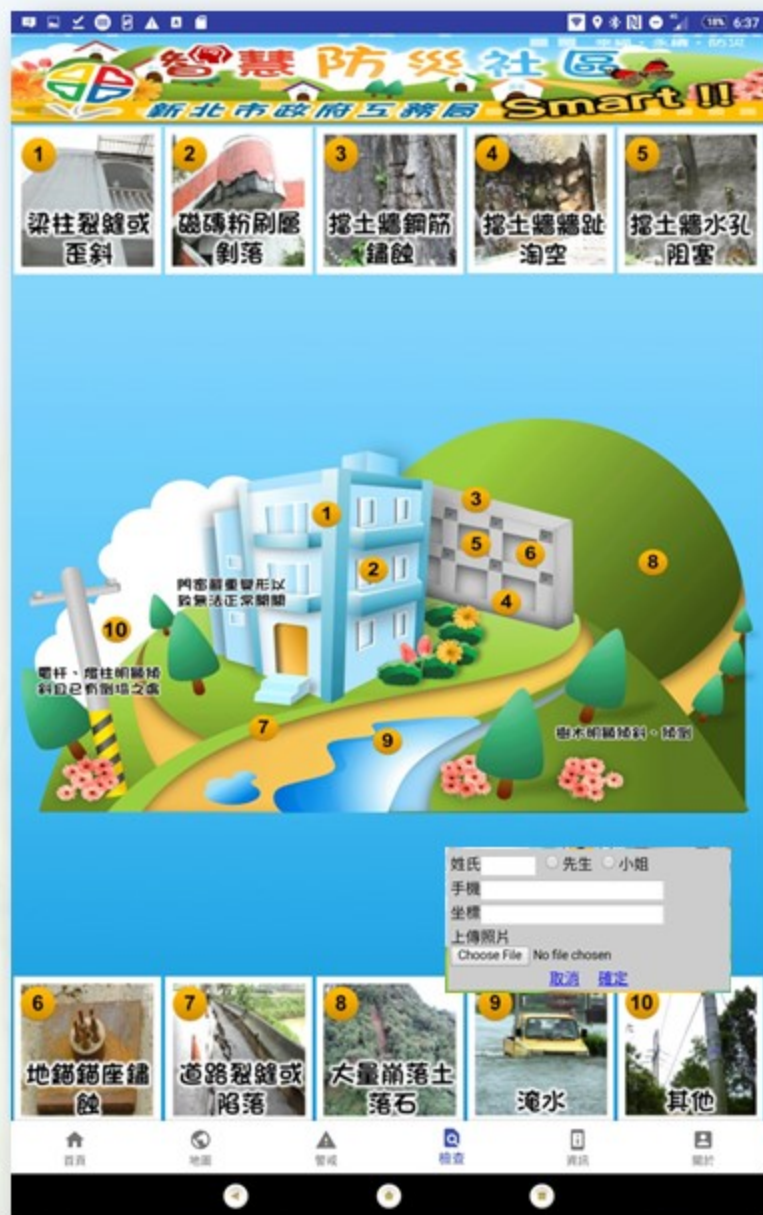 18% 6:37
智慧防災社區
新北市政府工務局 Smart !!
1
梁柱裂縫或
歪斜
2
磁磚粉刷層
剝落
3
擋土牆鋼筋
鏽蝕
4
擋土牆牆趾
淘空
5
擋土牆水孔
阻塞
1
2
3
5
6
4
8
門窗嚴重變形以
致無法正常開關
10
電杆、燈柱明顯傾
斜且已有倒塌之虞
7
9
樹木明顯傾斜、傾倒
姓氏 先生 小姐
手機
坐標
上傳照片
Choose File No file chosen
取消 確定
6
地錨錨座鏽
蝕
7
道路裂縫或
陷落
8
大量崩落土
落石
9
淹水
10
其他
首頁 地圖 警戒 檢查 資訊 關於